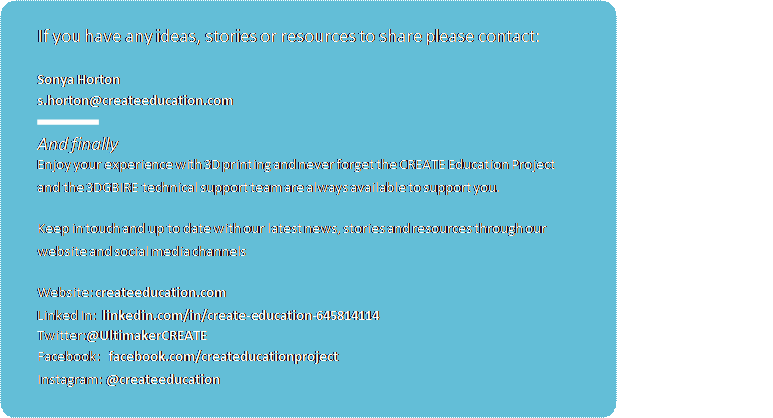 If you have any ideas, stories or resources to share please contact:
Sonya Horton
s.horton@createeducation.com
And finally
Enjoy your experience with 3D printing and never forget the CREATE Education Project
and the 3DGBIRE technical support team are always available to support you.
Keep in touch and up to date with our latest news, stories and resources through our
website and social media channels
Website: createeducation.com
Linked In: linkedin.com/in/create-education-645814114
Twitter: @UltimakerCREATE
Facebook: facebook.com/createducationproject
Instagram: @createeducation